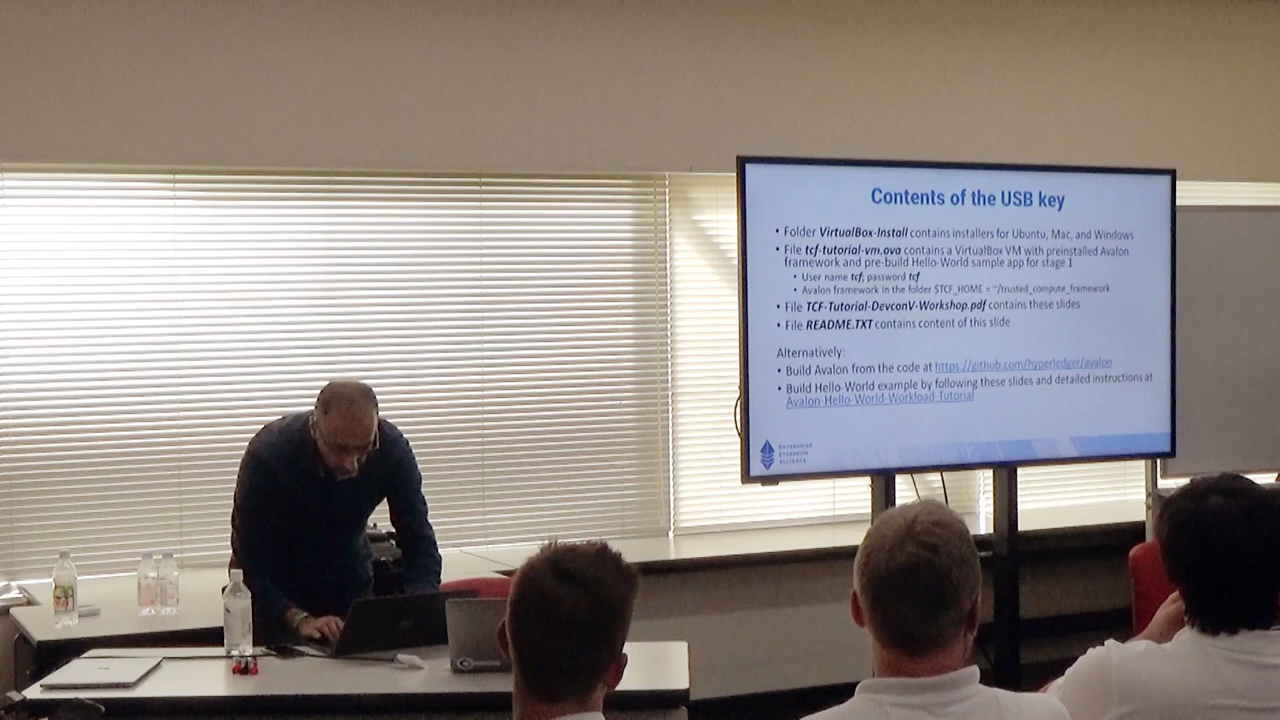 Contents of the USB key
• Folder VirtualBox-Install contains installers for Ubuntu, Mac, and Windows
• File tcf-tutorial-vm.ova contains a VirtualBox VM with preinstalled Avalon
framework and pre-build Hello-World sample app for stage 1
• User name tcf; password tcf
• Avalon framework in the folder $TCF_HOME = ~/trusted_compute_framework
• File TCF-Tutorial-DevconV-Workshop.pdf contains these slides
• File README.TXT contains content of this slide
Alternatively:
• Build Avalon from the code at https://github.com/hyperledger/avalon
• Build Hello-World example by following these slides and detailed instructions at
Avalon-Hello-World-Workload-Tutorial
ENTERPRISE
ETHEREUM
ALLIANCE